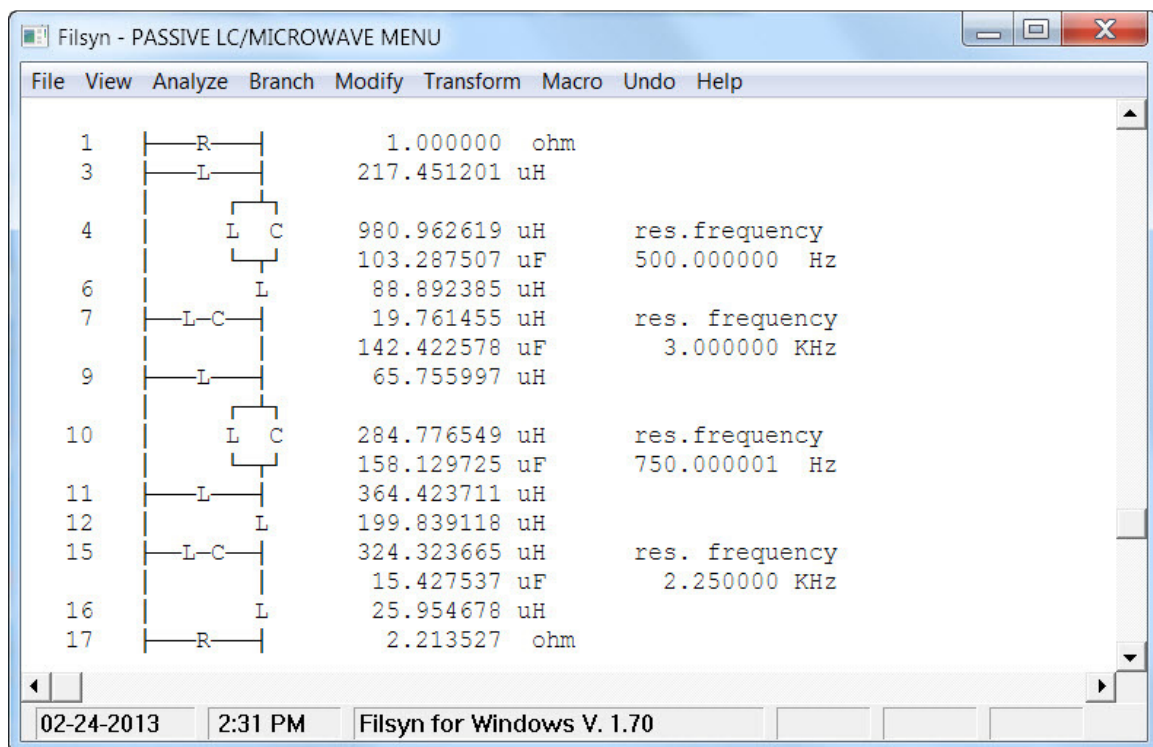 Filsyn - PASSIVE LC/MICROWAVE MENU
File View Analyze Branch Modify Transform Macro Undo Help
1 R 1.000000 ohm
3 L 217.451201 uH
4 L C 980.962619 uH res.frequency
103.287507 uF 500.000000 Hz
6 L 88.892385 uH
7 L-C 19.761455 uH res. frequency
142.422578 uF 3.000000 KHz
9 L 65.755997 uH
10 L C 284.776549 uH res.frequency
158.129725 uF 750.000001 Hz
11 L 364.423711 uH
12 L 199.839118 uH
15 L-C 324.323665 uH res. frequency
15.427537 uF 2.250000 KHz
16 L 25.954678 uH
17 R 2.213527 ohm
02-24-2013 2:31 PM Filsyn for Windows V. 1.70